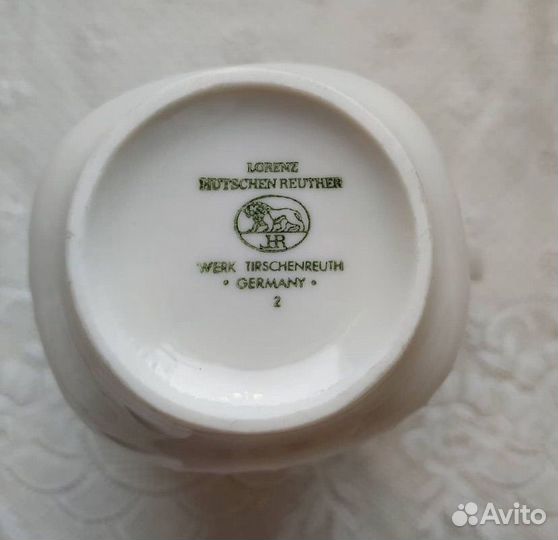 LORENZ
HUTSCHENREUTHER
HR
WERK TIRSCHENREUTH
• GERMANY •
2
Avito